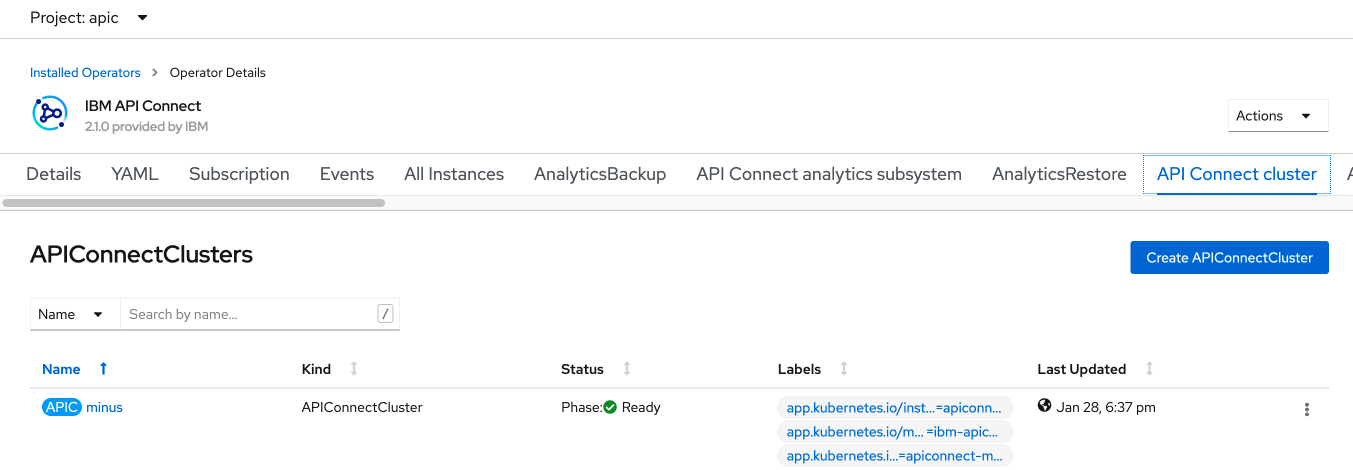 Project: apic
Installed Operators > Operator Details
IBM API Connect
2.1.0 provided by IBM
Actions
Details YAML Subscription Events All Instances AnalyticsBackup API Connect analytics subsystem AnalyticsRestore API Connect cluster
APIConnectClusters
Create APIConnectCluster
Name Search by name... /
Name Kind Status Labels Last Updated
APIC minus APIConnectCluster Phase: Ready app.kubernetes.io/inst...=apiconn... Jan 28, 6:37 pm
app.kubernetes.io/m... =ibm-apic...
app.kubernetes.i...=apiconnect-m...